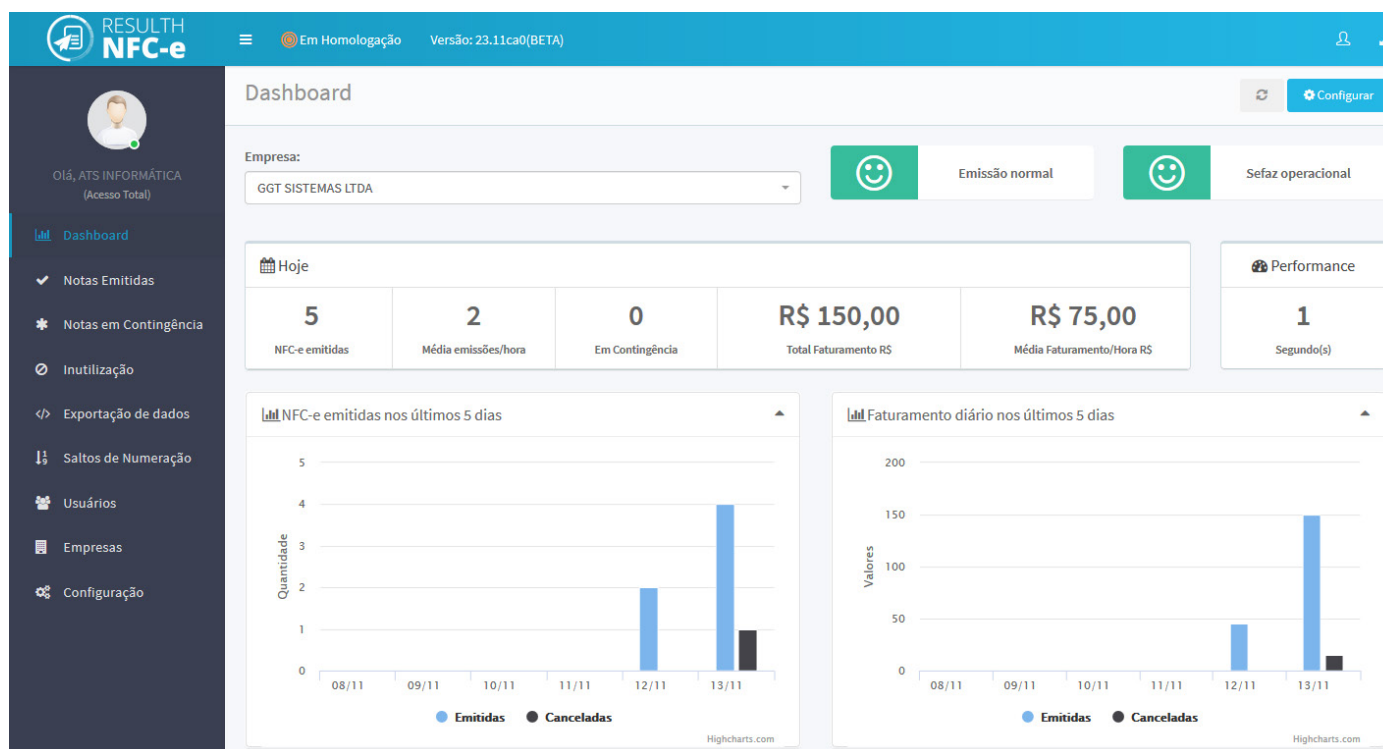 RESULTH
NFC-e
Em Homologação Versão: 23.11ca0(BETA)
Olá, ATS INFORMÁTICA
(Acesso Total)
Dashboard
Notas Emitidas
Notas em Contingência
Inutilização
Exportação de dados
Saltos de Numeração
Usuários
Empresas
Configuração
Dashboard
Configurar
Empresa:
GGT SISTEMAS LTDA
Emissão normal
Sefaz operacional
Hoje
5
NFC-e emitidas
2
Média emissões/hora
0
Em Contingência
R$ 150,00
Total Faturamento R$
R$ 75,00
Média Faturamento/Hora R$
Performance
1
Segundo(s)
NFC-e emitidas nos últimos 5 dias
Quantidade
5
4
3
2
1
0
08/11 09/11 10/11 11/11 12/11 13/11
Emitidas Canceladas
Highcharts.com
Faturamento diário nos últimos 5 dias
Valores
200
150
100
50
0
08/11 09/11 10/11 11/11 12/11 13/11
Emitidas Canceladas
Highcharts.com